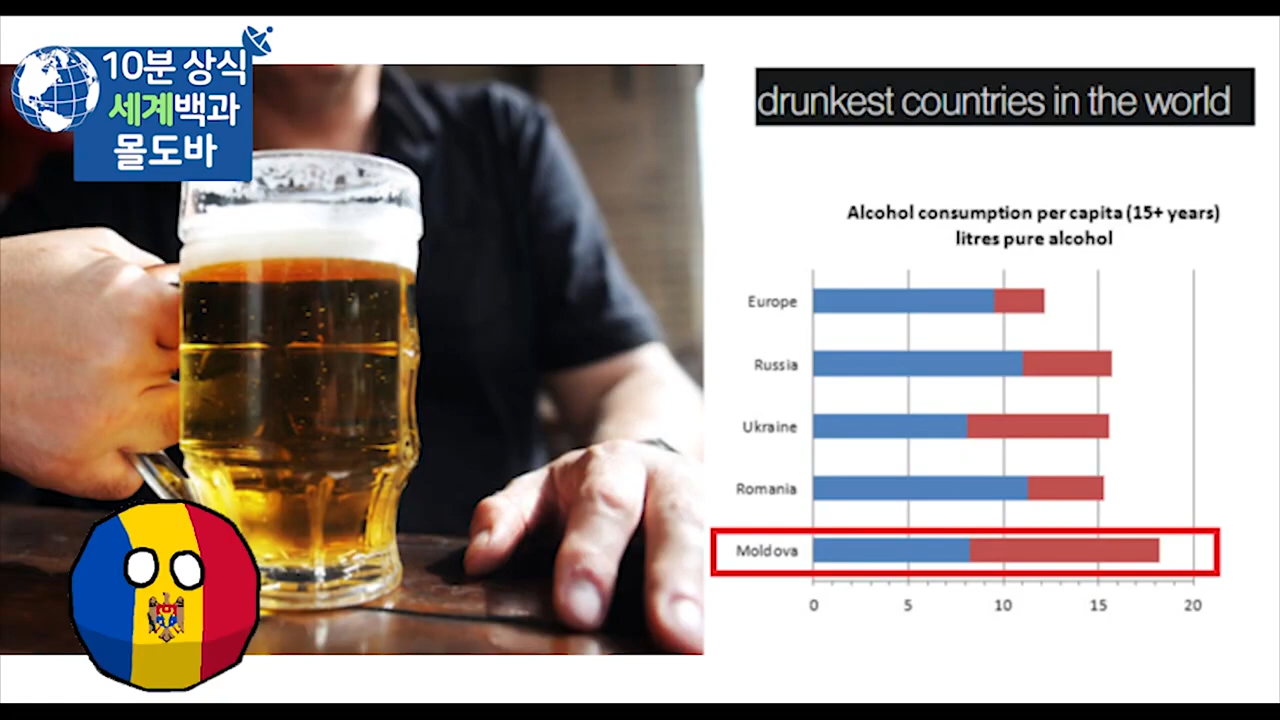 10분 상식
세계백과
몰도바
drunkest countries in the world
Alcohol consumption per capita (15+ years)
litres pure alcohol
Europe
Russia
Ukraine
Romania
Moldova
0 5 10 15 20